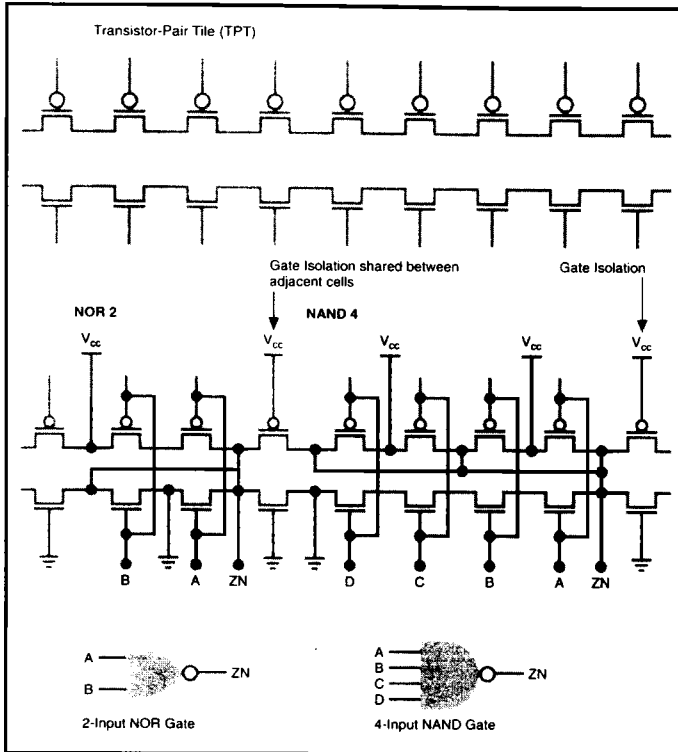 Transistor-Pair Tile (TPT)
Gate Isolation shared between
adjacent cells
Gate Isolation
NOR 2
NAND 4
Vcc
Vcc
Vcc
Vcc
Vcc
B
A
ZN
D
C
B
A
ZN
A
B
ZN
A
B
C
D
ZN
2-Input NOR Gate
4-Input NAND Gate